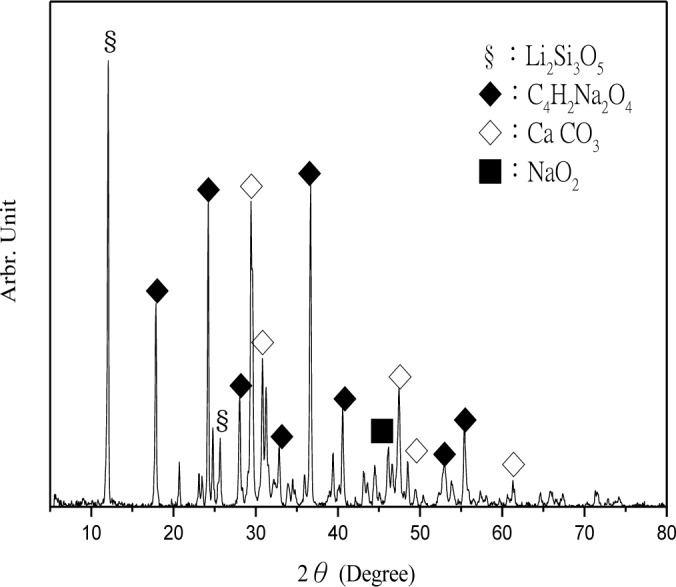 §
§ : Li₂Si₃O₅
◆ : C₄H₂Na₂O₄
◇ : Ca CO₃
■ : NaO₂
§
Arbr. Unit
10 20 30 40 50 60 70 80
2θ (Degree)